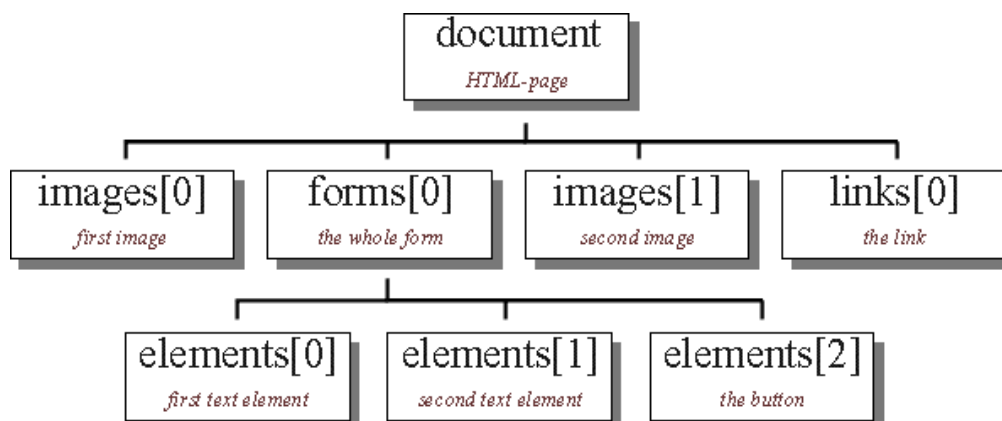 document
HTML-page
images[0]
first image
forms[0]
the whole form
images[1]
second image
links[0]
the link
elements[0]
first text element
elements[1]
second text element
elements[2]
the button